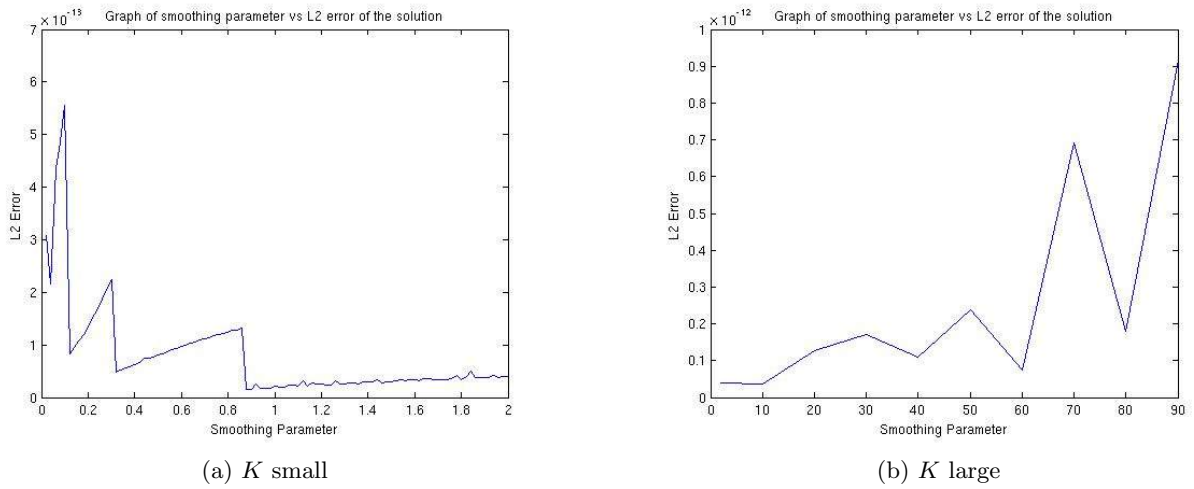 Graph of smoothing parameter vs L2 error of the solution
×10⁻¹³
7
6
5
4
3
2
1
0
L2 Error
0 0.2 0.4 0.6 0.8 1 1.2 1.4 1.6 1.8 2
Smoothing Parameter
(a) K small
Graph of smoothing parameter vs L2 error of the solution
×10⁻¹²
1
0.9
0.8
0.7
0.6
0.5
0.4
0.3
0.2
0.1
0
L2 Error
0 10 20 30 40 50 60 70 80 90
Smoothing Parameter
(b) K large